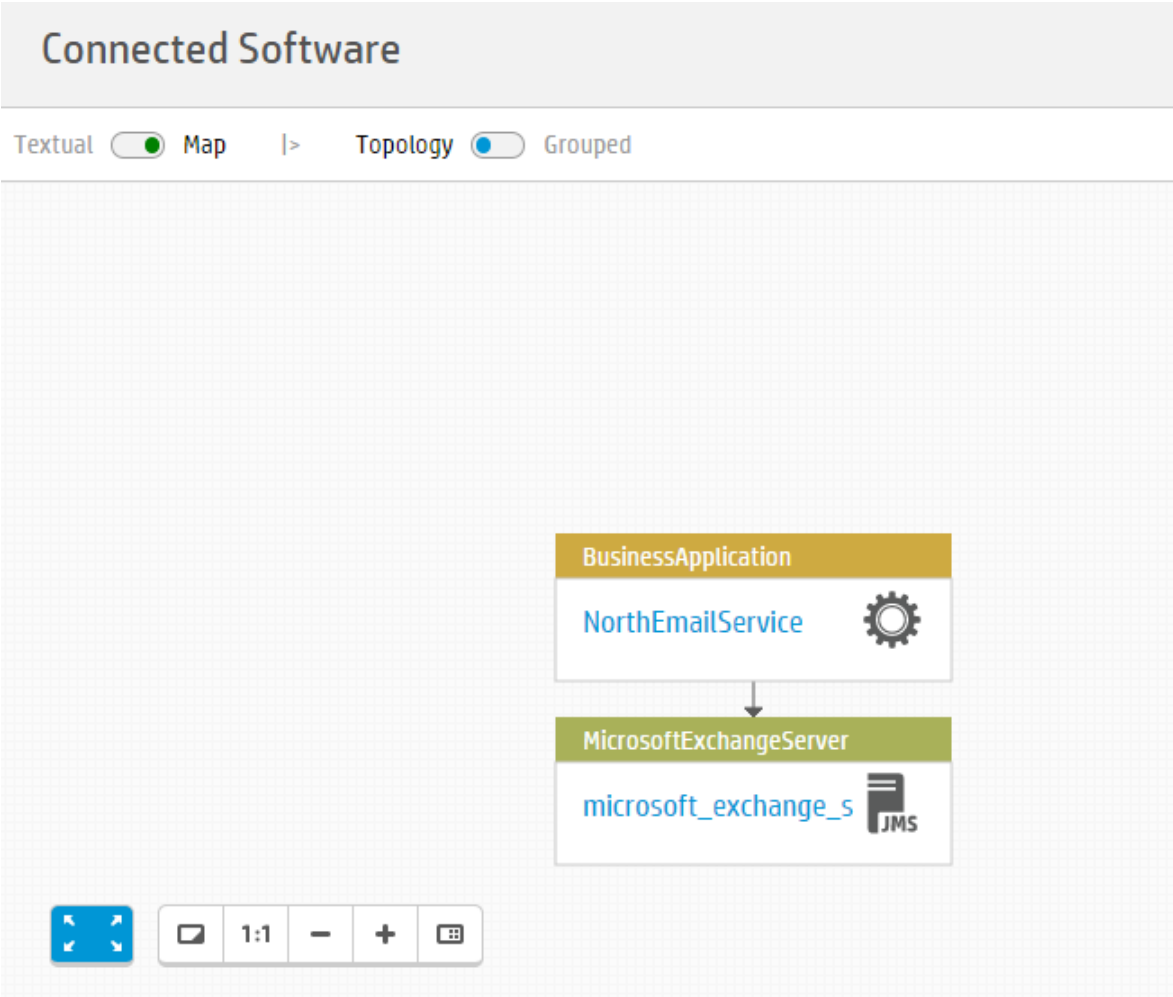 Connected Software
Textual Map |> Topology Grouped
BusinessApplication
NorthEmailService
MicrosoftExchangeServer
microsoft_exchange_s
JMS
1:1 − +